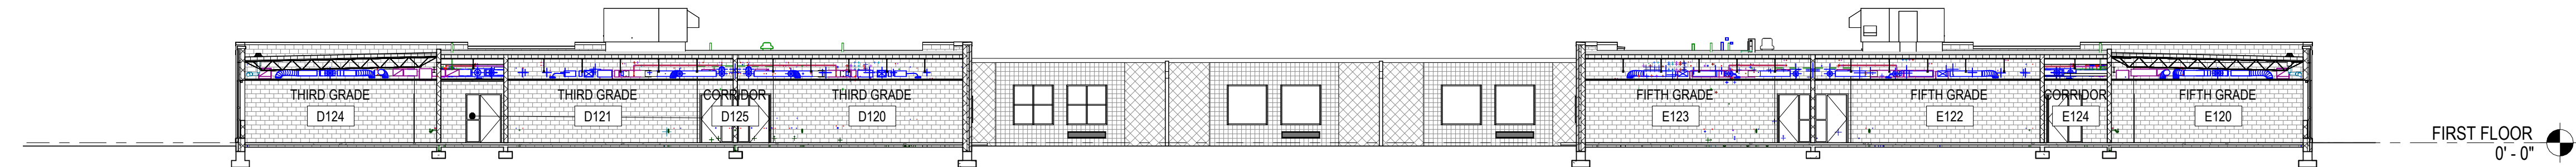 THIRD GRADE
D124
THIRD GRADE
D121
CORRIDOR
D125
THIRD GRADE
D120
FIFTH GRADE
E123
FIFTH GRADE
E122
CORRIDOR
E124
FIFTH GRADE
E120
FIRST FLOOR
0' - 0"